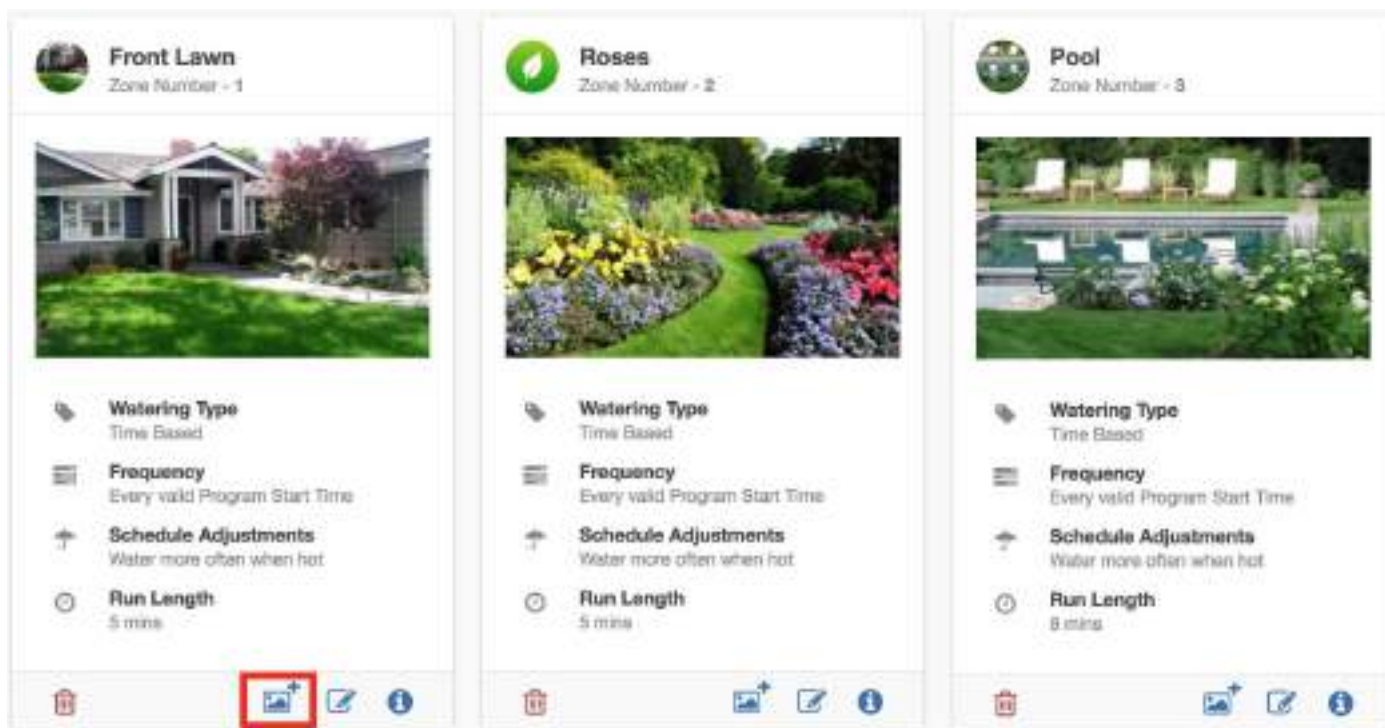 Front Lawn
Zone Number - 1
Watering Type
Time Based
Frequency
Every valid Program Start Time
Schedule Adjustments
Water more often when hot
Run Length
5 mins
Roses
Zone Number - 2
Watering Type
Time Based
Frequency
Every valid Program Start Time
Schedule Adjustments
Water more often when hot
Run Length
5 mins
Pool
Zone Number - 3
Watering Type
Time Based
Frequency
Every valid Program Start Time
Schedule Adjustments
Water more often when hot
Run Length
8 mins